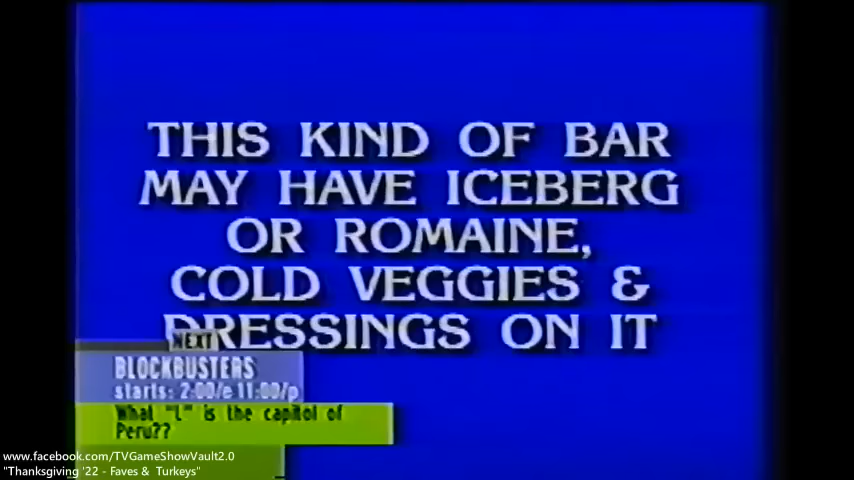 THIS KIND OF BAR
MAY HAVE ICEBERG
OR ROMAINE,
COLD VEGGIES &
DRESSINGS ON IT
NEXT
BLOCKBUSTERS
starts: 2:00/e 11:00/p
What "L" is the capitol of
Peru??
www.facebook.com/TVGameShowVault2.0
"Thanksgiving '22 - Faves & Turkeys"